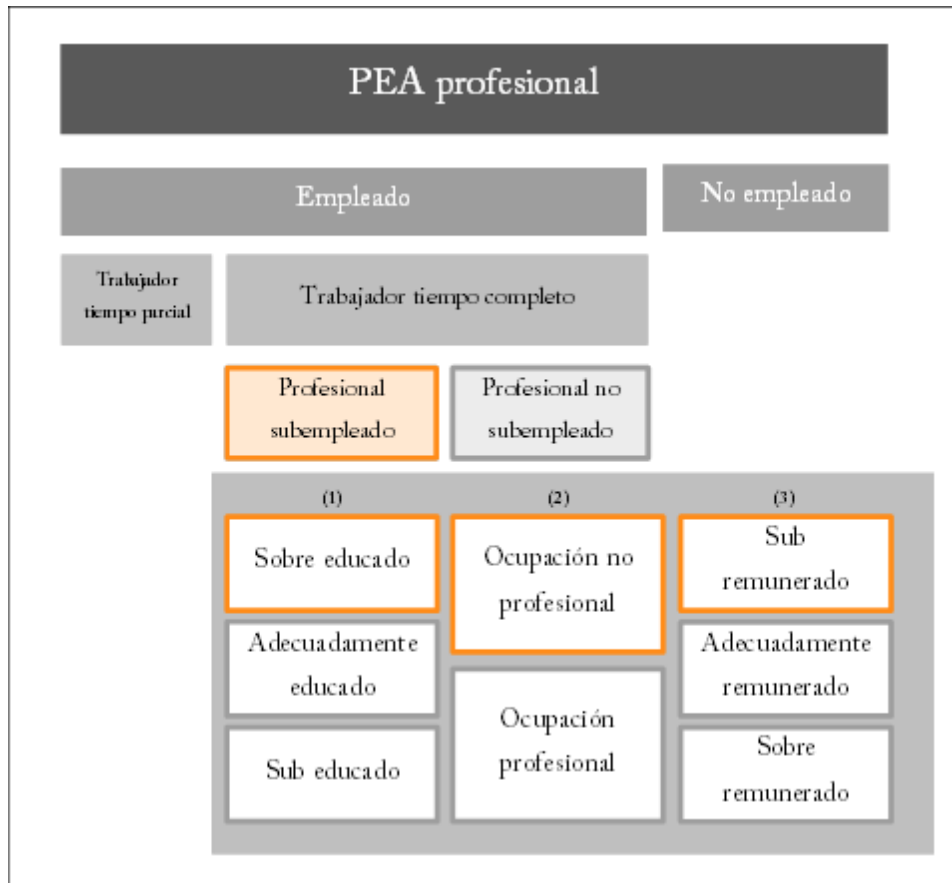 PEA profesional
Empleado
No empleado
Trabajador
tiempo parcial
Trabajador tiempo completo
Profesional
subempleado
Profesional no
subempleado
(1)
(2)
(3)
Sobre educado
Ocupación no
profesional
Sub
remunerado
Adecuadamente
educado
Adecuadamente
remunerado
Ocupación
profesional
Sub educado
Sobre
remunerado